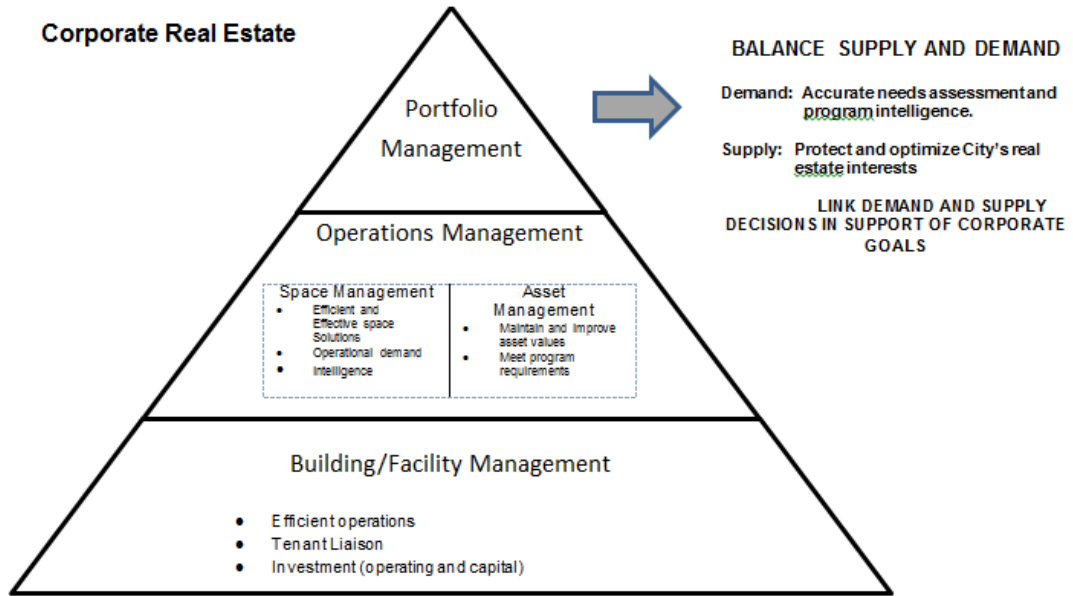 Corporate Real Estate
Portfolio
Management
BALANCE SUPPLY AND DEMAND
Demand: Accurate needs assessment and
program intelligence.
Supply: Protect and optimize City's real
estate interests
LINK DEMAND AND SUPPLY
DECISIONS IN SUPPORT OF CORPORATE
GOALS
Operations Management
Space Management
• Efficient and
Effective space
Solutions
• Operational demand
• Intelligence
Asset
Management
• Maintain and improve
asset values
• Meet program
requirements
Building/Facility Management
• Efficient operations
• Tenant Liaison
• Investment (operating and capital)